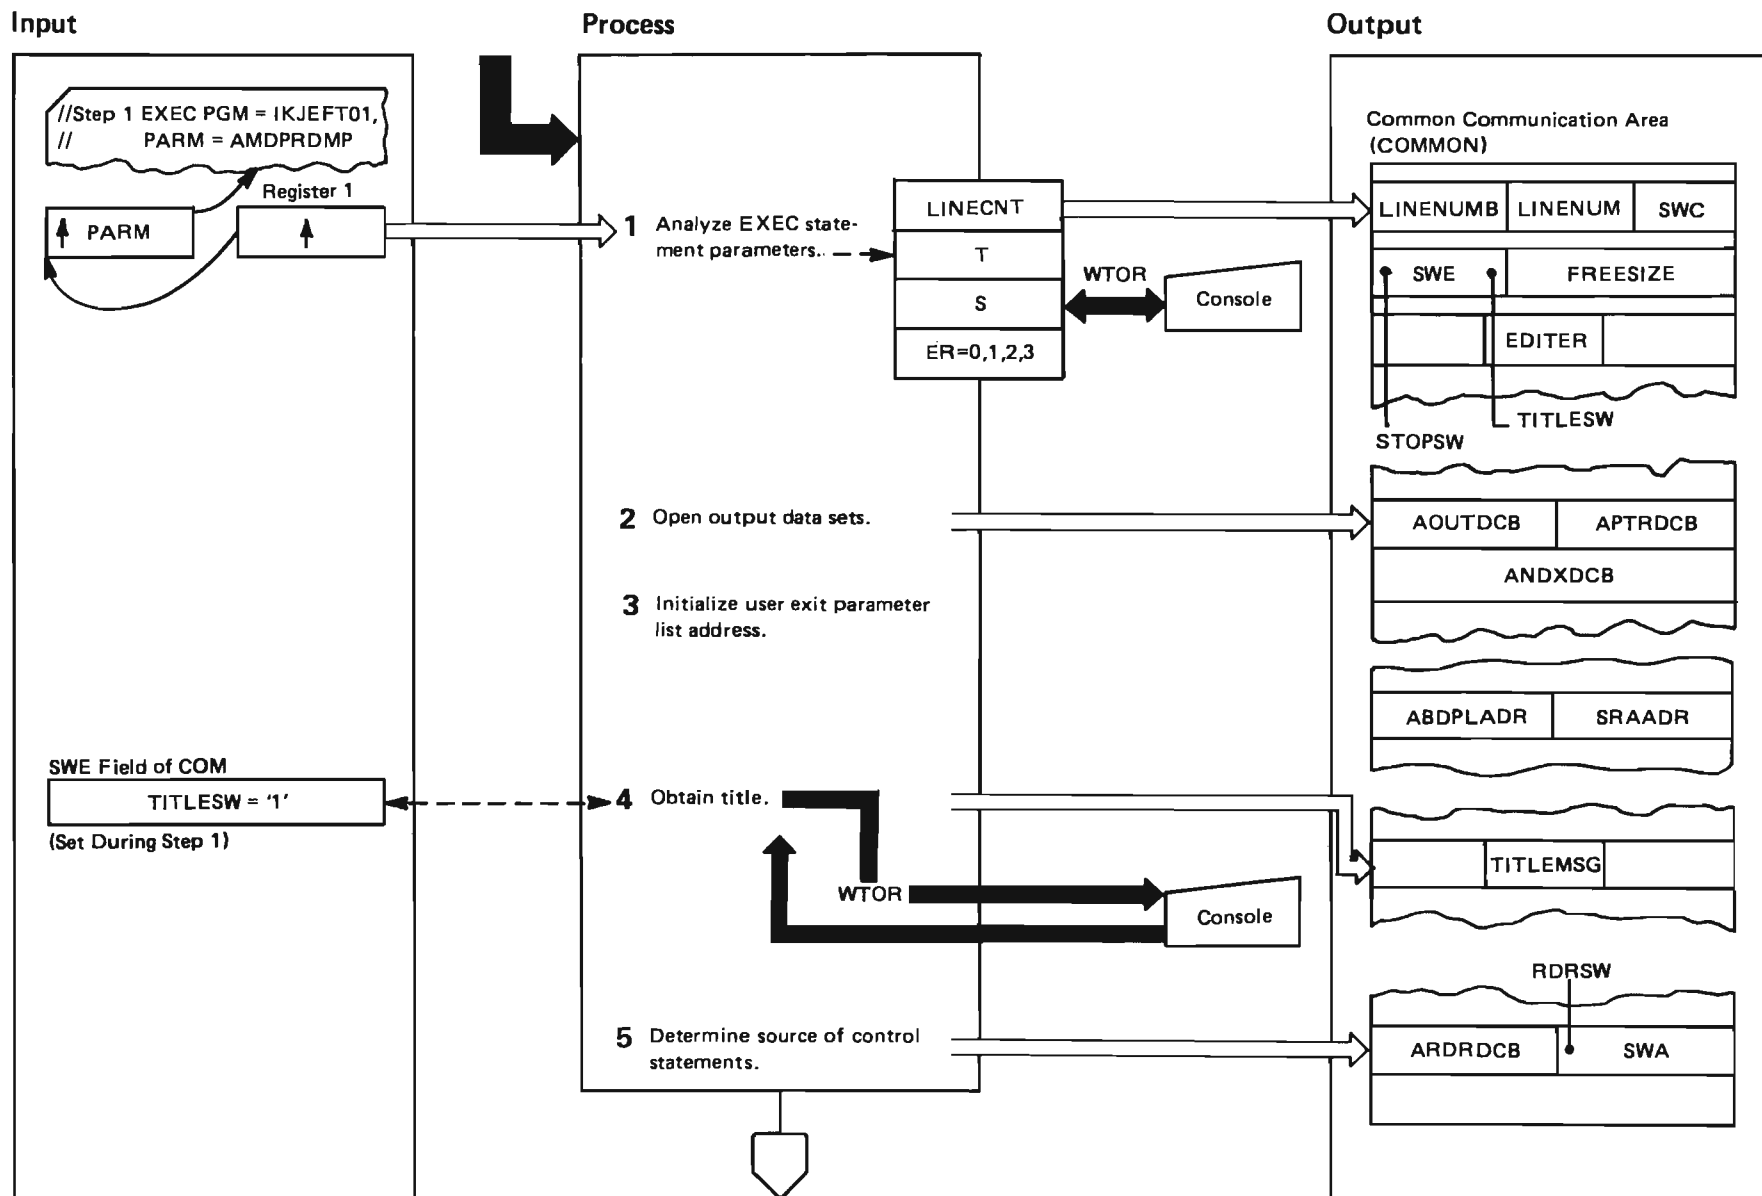 Input
Process
Output
//Step 1 EXEC PGM = IKJEFT01,
// PARM = AMDPRDMP
Register 1
PARM
1 Analyze EXEC state-
ment parameters.
LINECNT
T
S
ER=0,1,2,3
WTOR
Console
Common Communication Area
(COMMON)
LINENUMB LINENUM SWC
SWE FREESIZE
EDITER
TITLESW
STOPSW
2 Open output data sets.
AOUTDCB APTRDCB
ANDXDCB
3 Initialize user exit parameter
list address.
ABDPLADR SRAADR
SWE Field of COM
TITLESW = '1'
(Set During Step 1)
4 Obtain title.
WTOR
Console
TITLEMSG
RDRSW
5 Determine source of control
statements.
ARDRDCB SWA